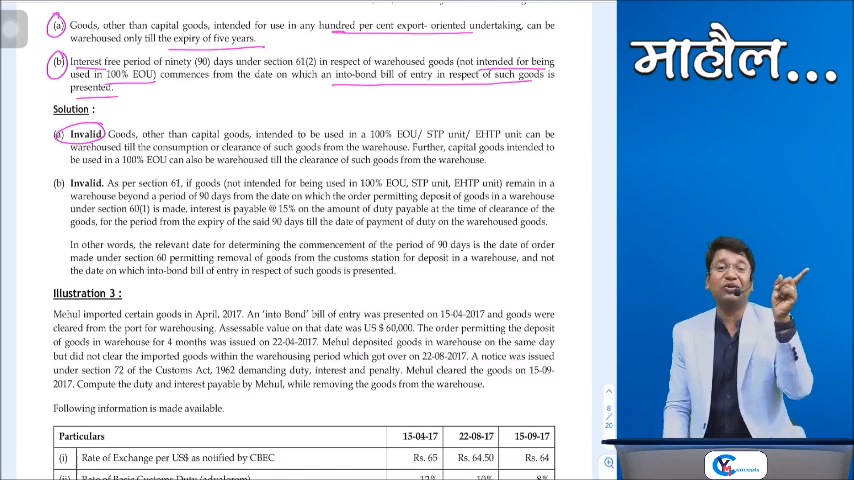 (a) Goods, other than capital goods, intended for use in any hundred per cent export- oriented undertaking, can be
warehoused only till the expiry of five years.
(b) Interest free period of ninety (90) days under section 61(2) in respect of warehoused goods (not intended for being
used in 100% EOU) commences from the date on which an into-bond bill of entry in respect of such goods is
presented.
Solution :
(a) Invalid. Goods, other than capital goods, intended to be used in a 100% EOU/ STP unit/ EHTP unit can be
warehoused till the consumption or clearance of such goods from the warehouse. Further, capital goods intended to
be used in a 100% EOU can also be warehoused till the clearance of such goods from the warehouse.
(b) Invalid. As per section 61, if goods (not intended for being used in 100% EOU, STP unit, EHTP unit) remain in a
warehouse beyond a period of 90 days from the date on which the order permitting deposit of goods in a warehouse
under section 60(1) is made, interest is payable @ 15% on the amount of duty payable at the time of clearance of the
goods, for the period from the expiry of the said 90 days till the date of payment of duty on the warehoused goods.
In other words, the relevant date for determining the commencement of the period of 90 days is the date of order
made under section 60 permitting removal of goods from the customs station for deposit in a warehouse, and not
the date on which into-bond bill of entry in respect of such goods is presented.
Illustration 3 :
Mehul imported certain goods in April, 2017. An 'into Bond' bill of entry was presented on 15-04-2017 and goods were
cleared from the port for warehousing. Assessable value on that date was US $ 60,000. The order permitting the deposit
of goods in warehouse for 4 months was issued on 22-04-2017. Mehul deposited goods in warehouse on the same day
but did not clear the imported goods within the warehousing period which got over on 22-08-2017. A notice was issued
under section 72 of the Customs Act, 1962 demanding duty, interest and penalty. Mehul cleared the goods on 15-09-
2017. Compute the duty and interest payable by Mehul, while removing the goods from the warehouse.
Following information is made available.
Particulars 15-04-17 22-08-17 15-09-17
(i) Rate of Exchange per US$ as notified by CBEC Rs. 65 Rs. 64.50 Rs. 64
(ii) Rate of Basic Customs Duty (advalorem) 12% 10% 8%
माहौल...
8
/
20
Concepts